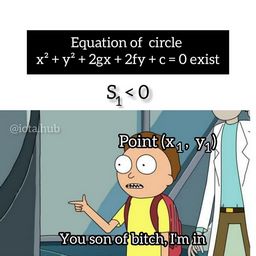 Equation of circle
x² + y² + 2gx + 2fy + c = 0 exist
S₁ < 0
@iotalhub
Point (x₁, y₁)
You son of bitch, I'm in